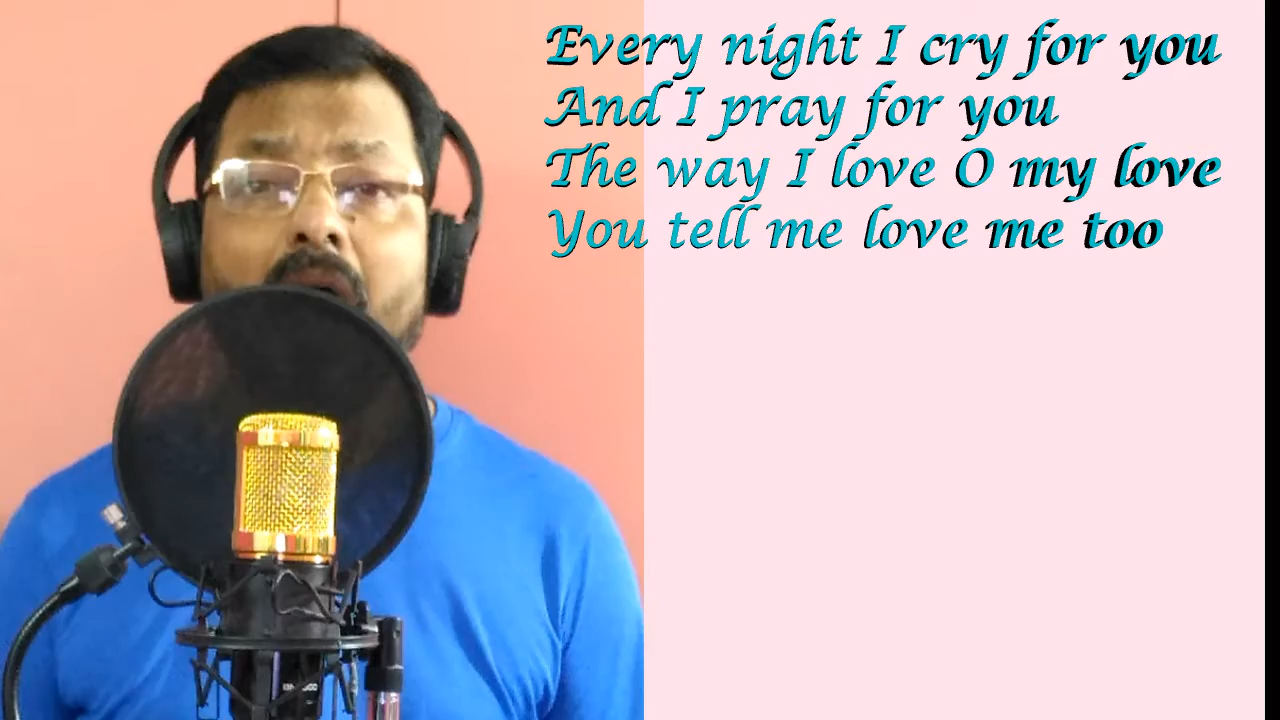 Every night I cry for you
And I pray for you
The way I love O my love
You tell me love me too